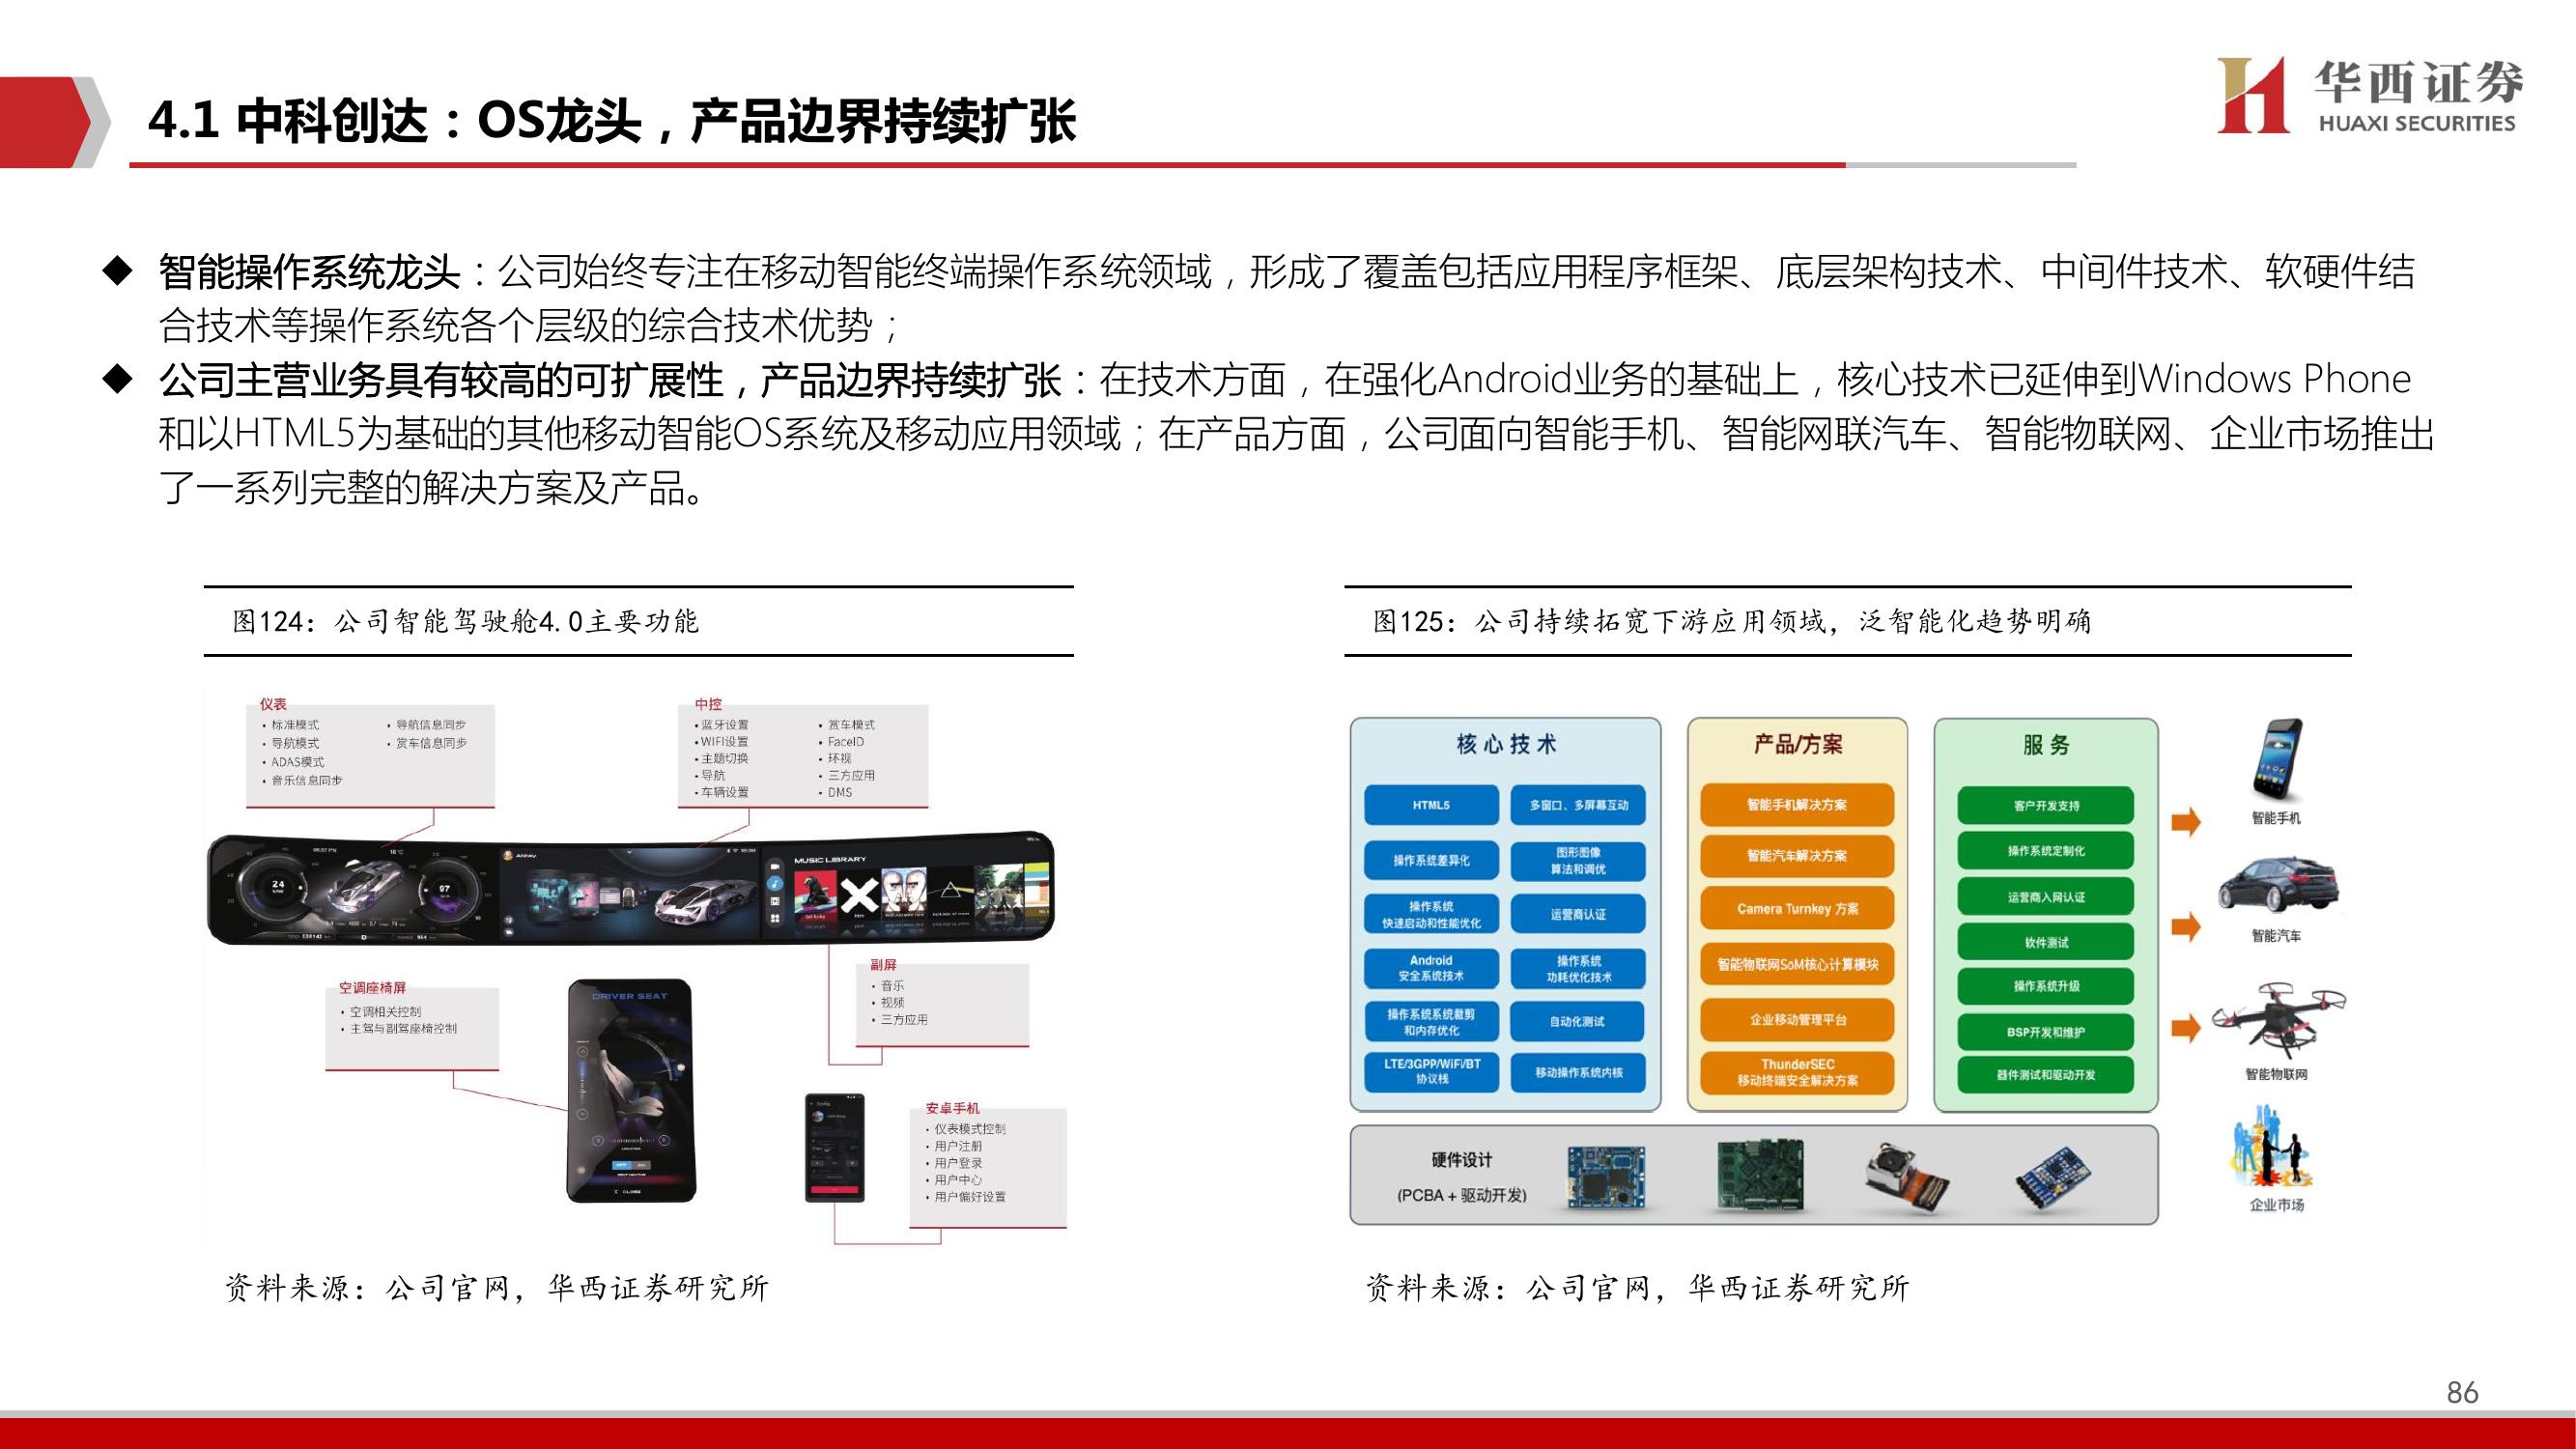 4.1 中科创达：OS龙头，产品边界持续扩张
华西证券
HUAXI SECURITIES
◆ 智能操作系统龙头：公司始终专注在移动智能终端操作系统领域，形成了覆盖包括应用程序框架、底层架构技术、中间件技术、软硬件结
合技术等操作系统各个层级的综合技术优势；
◆ 公司主营业务具有较高的可扩展性，产品边界持续扩张：在技术方面，在强化Android业务的基础上，核心技术已延伸到Windows Phone
和以HTML5为基础的其他移动智能OS系统及移动应用领域；在产品方面，公司面向智能手机、智能网联汽车、智能物联网、企业市场推出
了一系列完整的解决方案及产品。
图124：公司智能驾驶舱4.0主要功能
仪表
• 标准模式
• 导航模式
• ADAS模式
• 音乐信息同步
• 导航信息同步
• 赏车信息同步
中控
• 蓝牙设置
• WIFI设置
• 主题切换
• 导航
• 车辆设置
• 赏车模式
• FaceID
• 环视
• 三方应用
• DMS
24
97
MUSIC LIBRARY
副屏
• 音乐
• 视频
• 三方应用
空调座椅屏
• 空调相关控制
• 主驾与副驾座椅控制
DRIVER SEAT
CLOSE
安卓手机
• 仪表模式控制
• 用户注册
• 用户登录
• 用户中心
• 用户偏好设置
资料来源：公司官网，华西证券研究所
图125：公司持续拓宽下游应用领域，泛智能化趋势明确
核心技术
HTML5
多窗口、多屏幕互动
操作系统差异化
图形图像
算法和调优
操作系统
快速启动和性能优化
运营商认证
Android
安全系统技术
操作系统
功耗优化技术
操作系统系统裁剪
和内存优化
自动化测试
LTE/3GPP/WiFi/BT
协议栈
移动操作系统内核
产品/方案
智能手机解决方案
智能汽车解决方案
Camera Turnkey 方案
智能物联网SoM核心计算模块
企业移动管理平台
ThunderSEC
移动终端安全解决方案
服务
客户开发支持
操作系统定制化
运营商入网认证
软件测试
操作系统升级
BSP开发和维护
器件测试和驱动开发
智能手机
智能汽车
智能物联网
企业市场
硬件设计
(PCBA + 驱动开发)
资料来源：公司官网，华西证券研究所
86